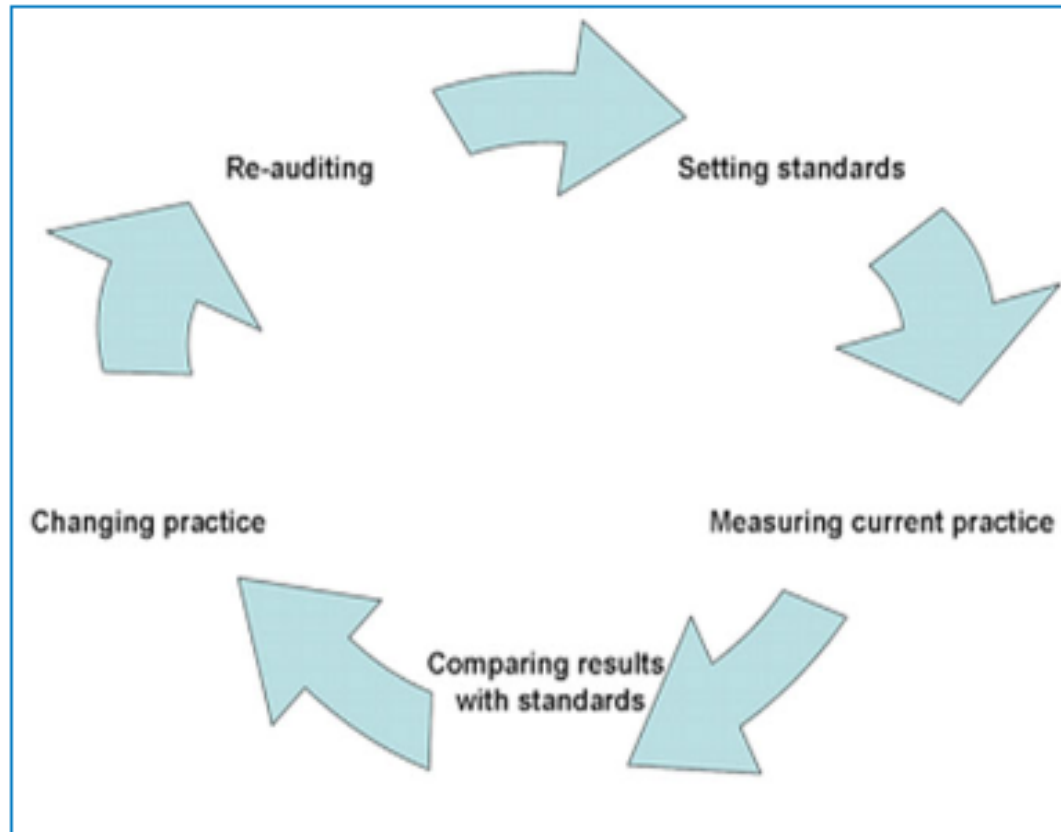 Re-auditing
Setting standards
Changing practice
Measuring current practice
Comparing results
with standards